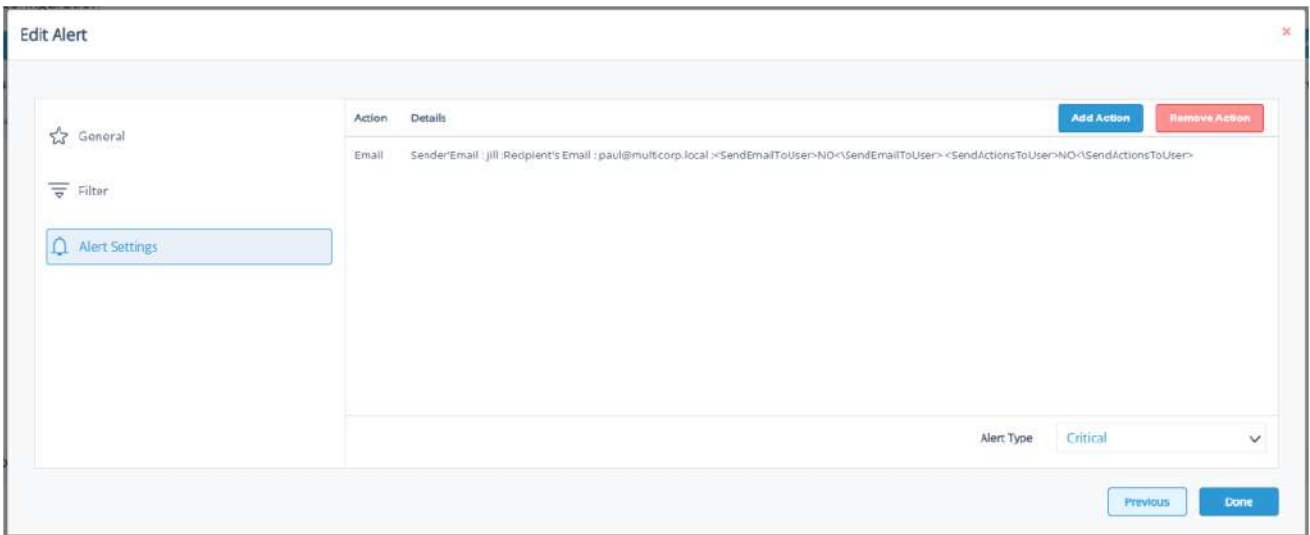 Edit Alert
×
General
Filter
Alert Settings
Action Details Add Action Remove Action
Email Sender'Email : jill :Recipient's Email : paul@multicorp.local :<SendEmailToUser>NO<\SendEmailToUser> <SendActionsToUser>NO<\SendActionsToUser>
Alert Type Critical
Previous Done